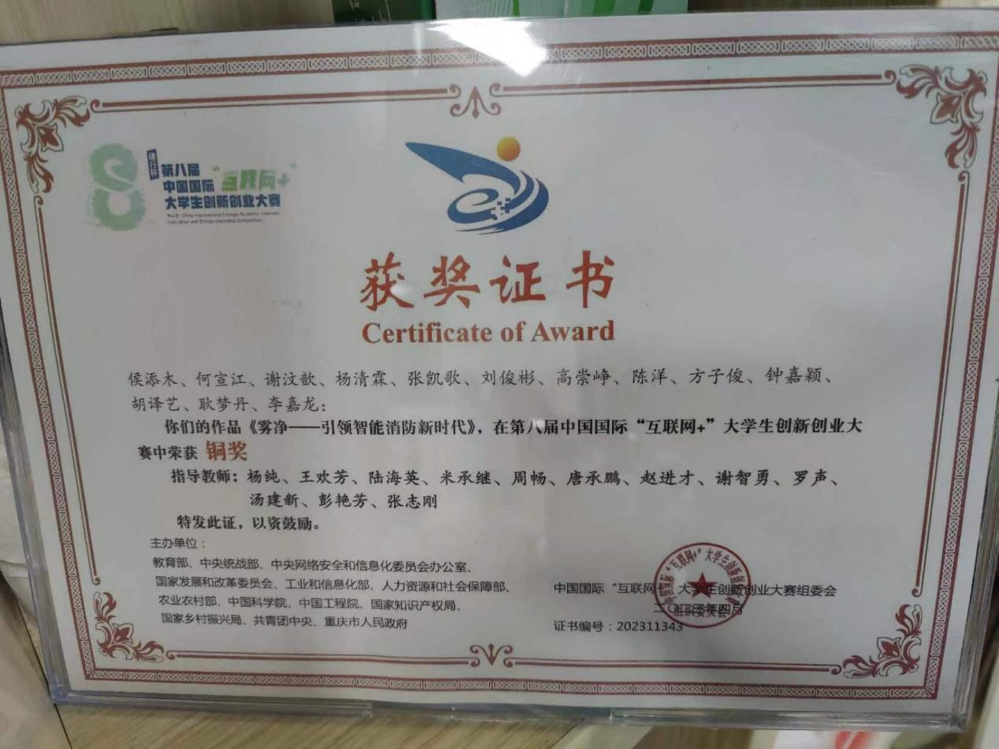 建行杯
第八届
中国国际“互联网+”
大学生创新创业大赛
获奖证书
Certificate of Award
侯添木、何宣江、谢汶歆、杨清霖、张凯歌、刘俊彬、高崇峥、陈洋、方子俊、钟嘉颖、
胡译艺、耿梦丹、李嘉龙:
你们的作品《雾净——引领智能消防新时代》，在第八届中国国际“互联网+”大学生创新创业大
赛中荣获 铜奖
指导教师：杨纯、王欢芳、陆海英、米承继、周畅、唐承鹏、赵进才、谢智勇、罗声、
汤建新、彭艳芳、张志刚
特发此证，以资鼓励。
主办单位：
教育部、中央统战部、中央网络安全和信息化委员会办公室、
国家发展和改革委员会、工业和信息化部、人力资源和社会保障部、
农业农村部、中国科学院、中国工程院、国家知识产权局、
国家乡村振兴局、共青团中央、重庆市人民政府
中国国际“互联网+”大学生创新创业大赛组委会
二〇二三年四月
证书编号：202311343